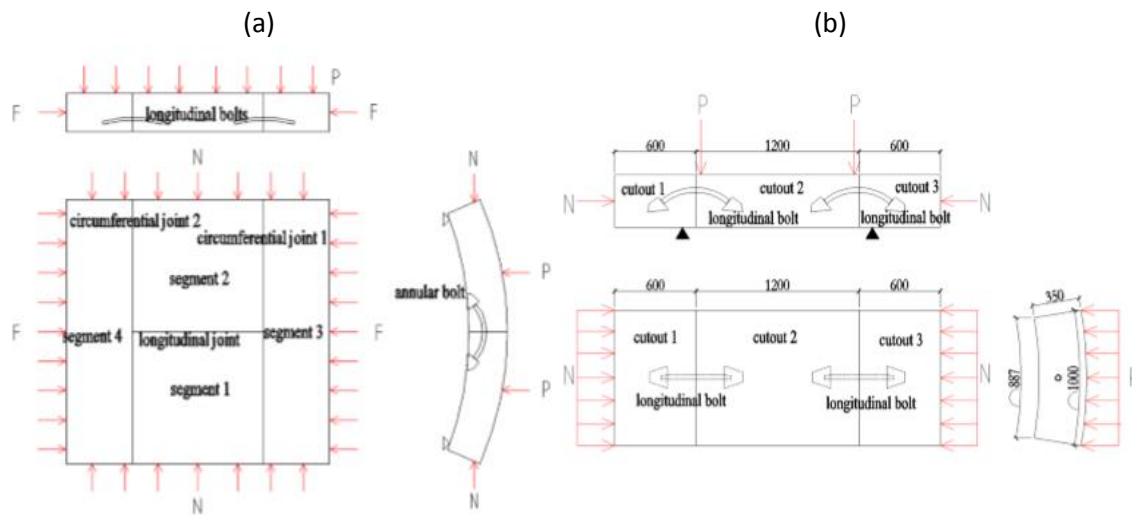 (a)
(b)
P
F
longitudinal bolts
F
N
N
circumferential joint 2
circumferential joint 1
segment 2
annular bolt
P
F
segment 4
longitudinal joint
segment 3
F
segment 1
P
N
N
P
P
600
1200
600
cutout 1
cutout 2
cutout 3
N
longitudinal bolt
longitudinal bolt
N
600
1200
600
350
cutout 1
cutout 2
cutout 3
N
N
887
1000
longitudinal bolt
longitudinal bolt